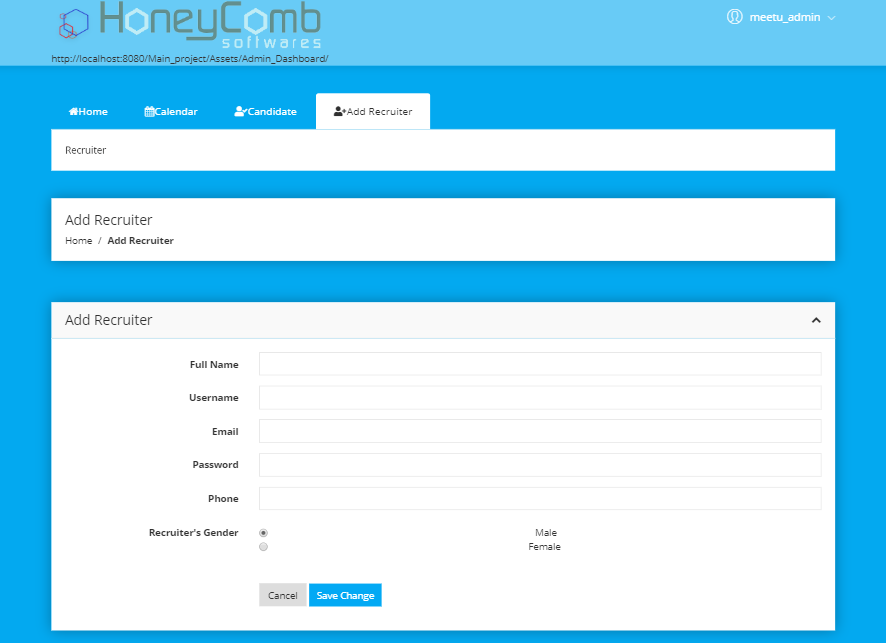 HoneyComb
softwares
meetu_admin
http://localhost:8080/Main_project/Assets/Admin_Dashboard/
Home Calendar Candidate Add Recruiter
Recruiter
Add Recruiter
Home / Add Recruiter
Add Recruiter
Full Name
Username
Email
Password
Phone
Recruiter's Gender Male
Female
Cancel Save Change